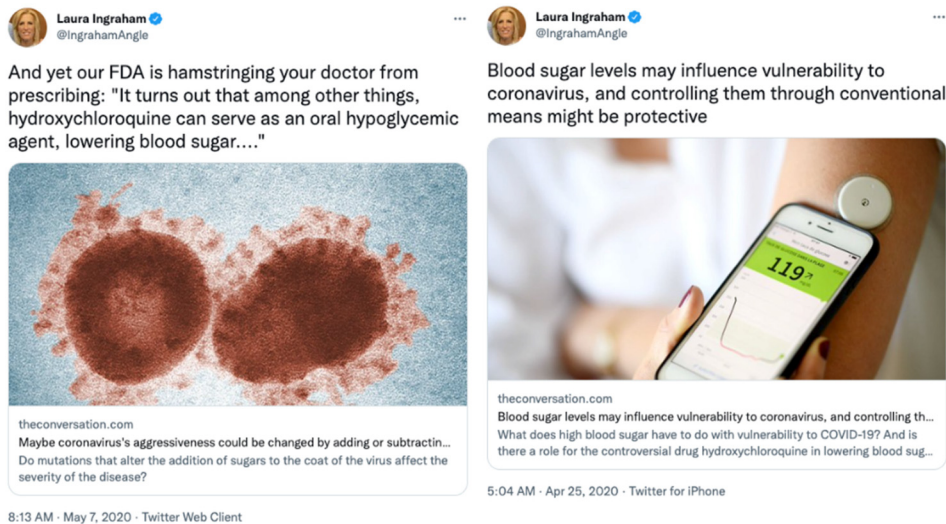 Laura Ingraham
@IngrahamAngle
And yet our FDA is hamstringing your doctor from
prescribing: "It turns out that among other things,
hydroxychloroquine can serve as an oral hypoglycemic
agent, lowering blood sugar...."
theconversation.com
Maybe coronavirus's aggressiveness could be changed by adding or subtractin...
Do mutations that alter the addition of sugars to the coat of the virus affect the
severity of the disease?
8:13 AM · May 7, 2020 · Twitter Web Client
Laura Ingraham
@IngrahamAngle
Blood sugar levels may influence vulnerability to
coronavirus, and controlling them through conventional
means might be protective
119
theconversation.com
Blood sugar levels may influence vulnerability to coronavirus, and controlling th...
What does high blood sugar have to do with vulnerability to COVID-19? And is
there a role for the controversial drug hydroxychloroquine in lowering blood sug...
5:04 AM · Apr 25, 2020 · Twitter for iPhone